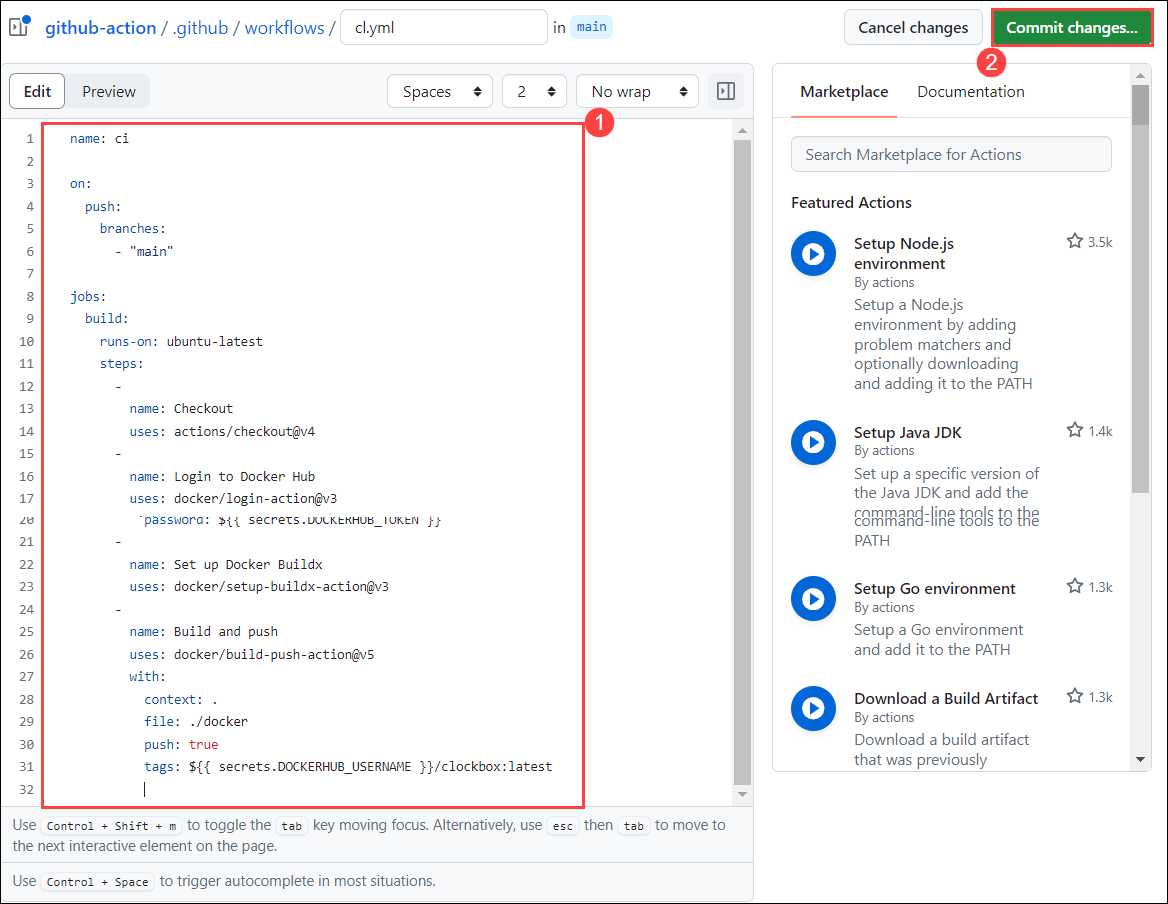 github-action / .github / workflows / cl.yml in main Cancel changes Commit changes...
2
Edit Preview Spaces 2 No wrap
1
1 name: ci
2
3 on:
4 push:
5 branches:
6 - "main"
7
8 jobs:
9 build:
10 runs-on: ubuntu-latest
11 steps:
12 -
13 name: Checkout
14 uses: actions/checkout@v4
15 -
16 name: Login to Docker Hub
17 uses: docker/login-action@v3
20 password: ${{ secrets.DOCKERHUB_TOKEN }}
21 -
22 name: Set up Docker Buildx
23 uses: docker/setup-buildx-action@v3
24 -
25 name: Build and push
26 uses: docker/build-push-action@v5
27 with:
28 context: .
29 file: ./docker
30 push: true
31 tags: ${{ secrets.DOCKERHUB_USERNAME }}/clockbox:latest
32
Use Control + Shift + m to toggle the tab key moving focus. Alternatively, use esc then tab to move to
the next interactive element on the page.
Use Control + Space to trigger autocomplete in most situations.
Marketplace Documentation
Search Marketplace for Actions
Featured Actions
Setup Node.js
environment
3.5k
By actions
Setup a Node.js
environment by adding
problem matchers and
optionally downloading
and adding it to the PATH
Setup Java JDK 1.4k
By actions
Set up a specific version of
the Java JDK and add the
command-line tools to the
command-line tools to the
PATH
Setup Go environment 1.3k
By actions
Setup a Go environment
and add it to the PATH
Download a Build Artifact 1.3k
By actions
Download a build artifact
that was previously